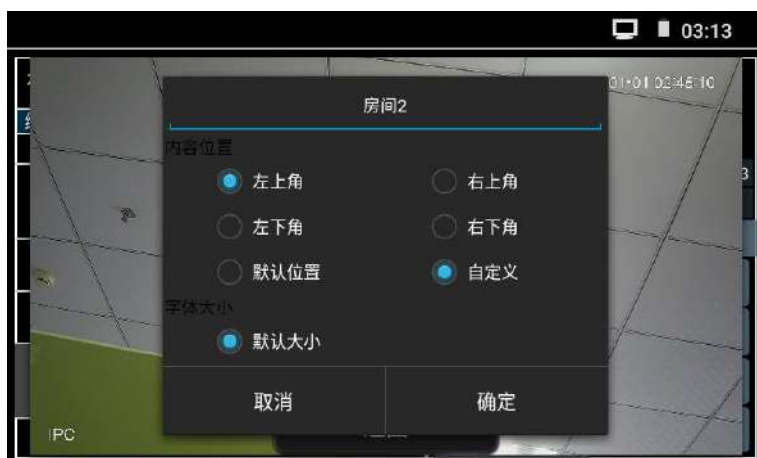 03:13
房间2
内容位置
左上角 右上角
左下角 右下角
默认位置 自定义
字体大小
默认大小
取消 确定
IPC